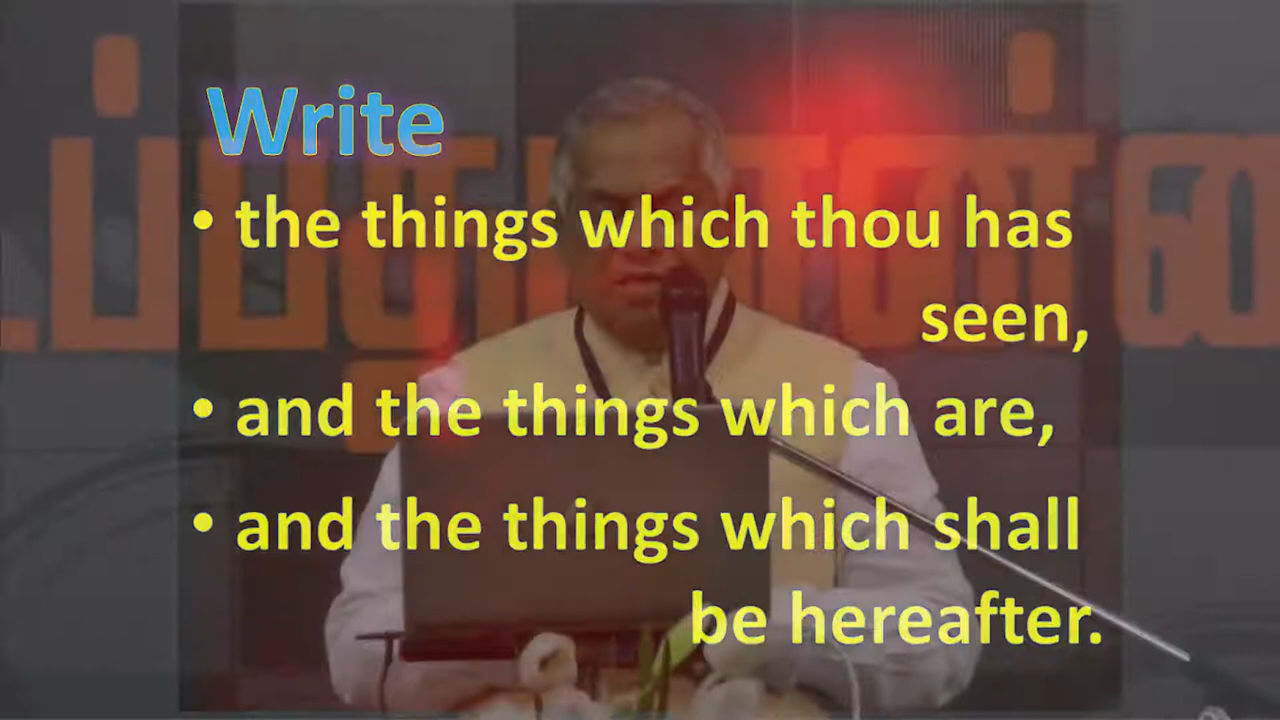 Write
• the things which thou has
seen,
• and the things which are,
• and the things which shall
be hereafter.